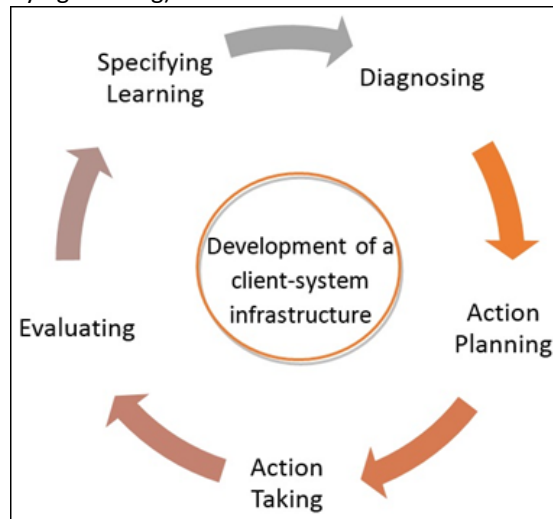 Specifying
Learning
Diagnosing
Development of a
client-system
infrastructure
Action
Planning
Evaluating
Action
Taking